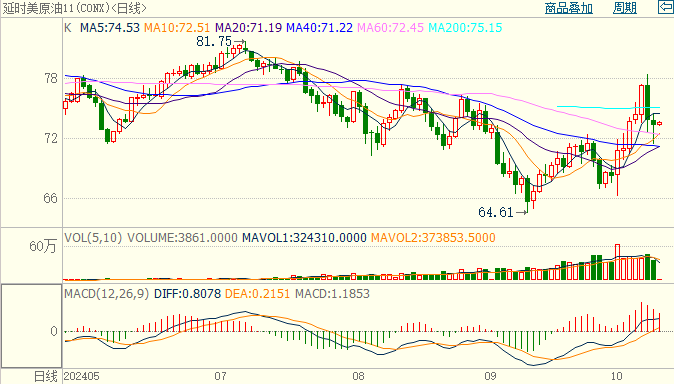 延时美原油11(CONX)<日线> 商品叠加 周期
K MA5:74.53 MA10:72.51 MA20:71.19 MA40:71.22 MA60:72.45 MA200:75.15
81.75
78
72
66
64.61
VOL(5,10) VOLUME:3861.0000 MAVOL1:324310.0000 MAVOL2:373853.5000
60万
MACD(12,26,9) DIFF:0.8078 DEA:0.2151 MACD:1.1853
0
日线 202405 07 08 09 10